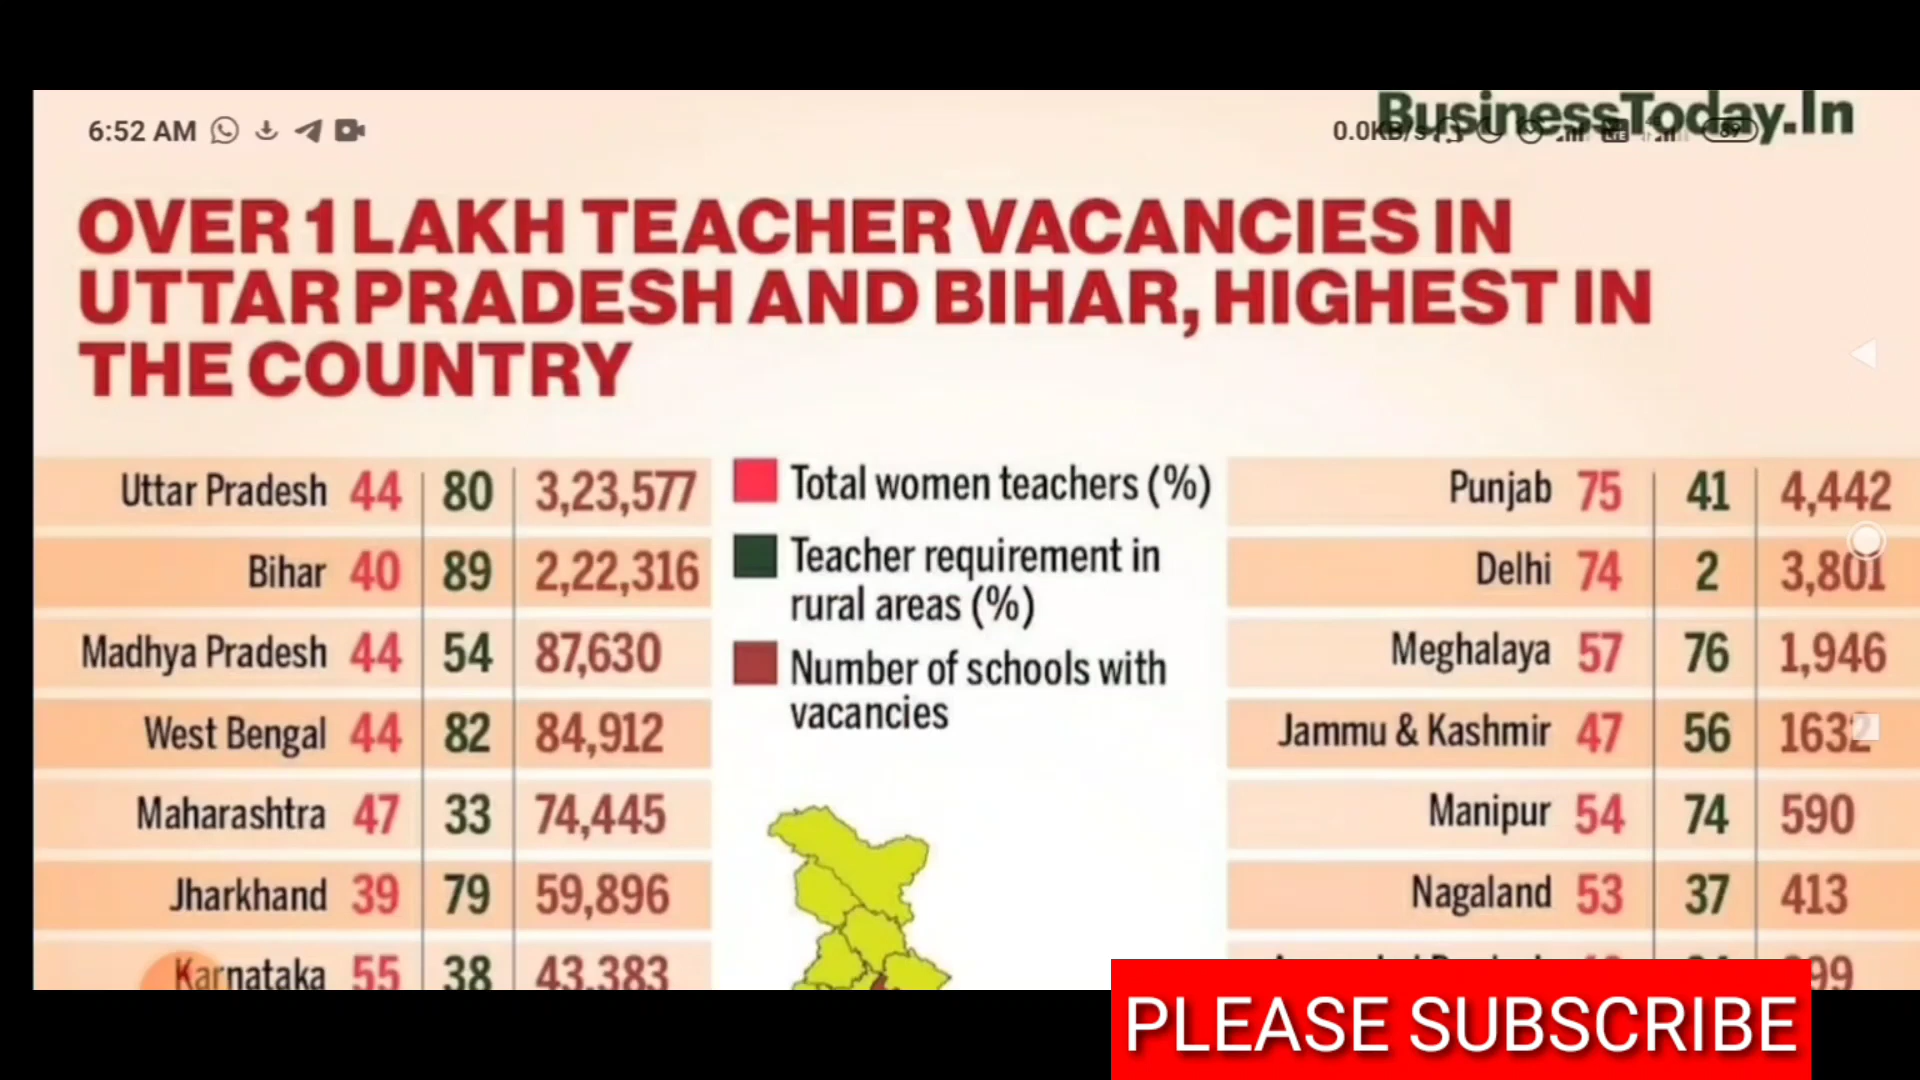 6:52 AM
0.0KB/s
BusinessToday.In
OVER 1 LAKH TEACHER VACANCIES IN
UTTAR PRADESH AND BIHAR, HIGHEST IN
THE COUNTRY
Uttar Pradesh 44 80 3,23,577
Bihar 40 89 2,22,316
Madhya Pradesh 44 54 87,630
West Bengal 44 82 84,912
Maharashtra 47 33 74,445
Jharkhand 39 79 59,896
Karnataka 55 38 43,383
Total women teachers (%)
Teacher requirement in
rural areas (%)
Number of schools with
vacancies
Punjab 75 41 4,442
Delhi 74 2 3,801
Meghalaya 57 76 1,946
Jammu & Kashmir 47 56 1632
Manipur 54 74 590
Nagaland 53 37 413
PLEASE SUBSCRIBE